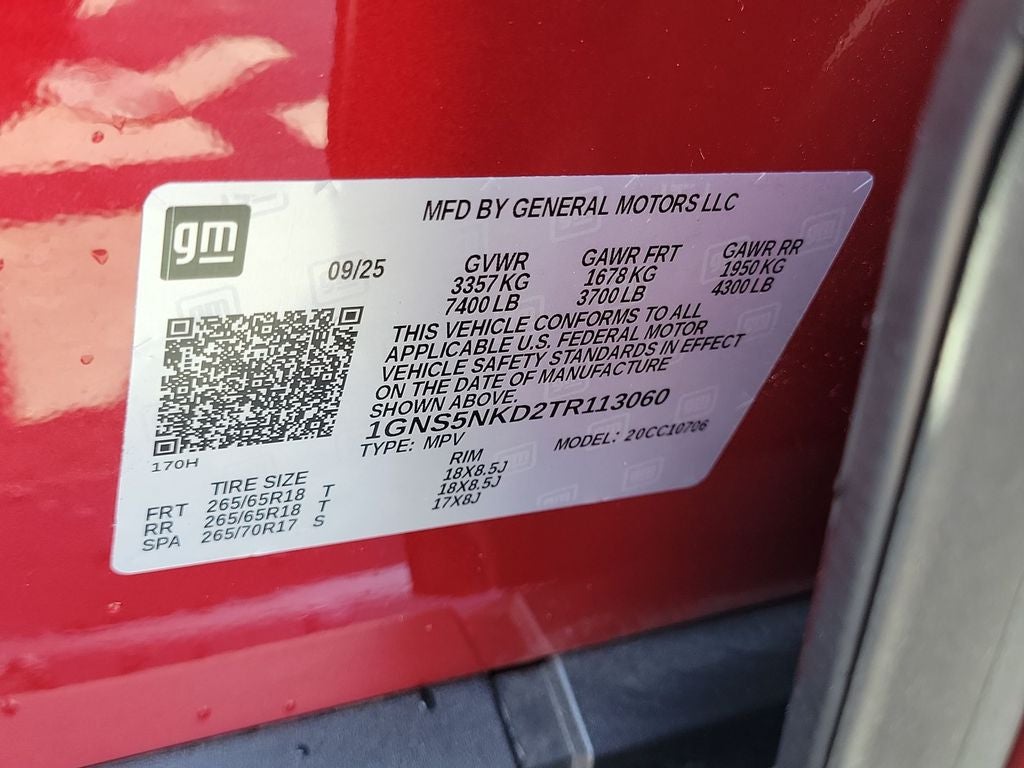 gm
MFD BY GENERAL MOTORS LLC
09/25
GVWR GAWR FRT GAWR RR
3357 KG 1678 KG 1950 KG
7400 LB 3700 LB 4300 LB
THIS VEHICLE CONFORMS TO ALL
APPLICABLE U.S. FEDERAL MOTOR
VEHICLE SAFETY STANDARDS IN EFFECT
ON THE DATE OF MANUFACTURE
SHOWN ABOVE.
1GNS5NKD2TR113060
TYPE: MPV MODEL: 20CC10706
170H
TIRE SIZE RIM
FRT 265/65R18 T 18X8.5J
RR 265/65R18 T 18X8.5J
SPA 265/70R17 S 17X8J